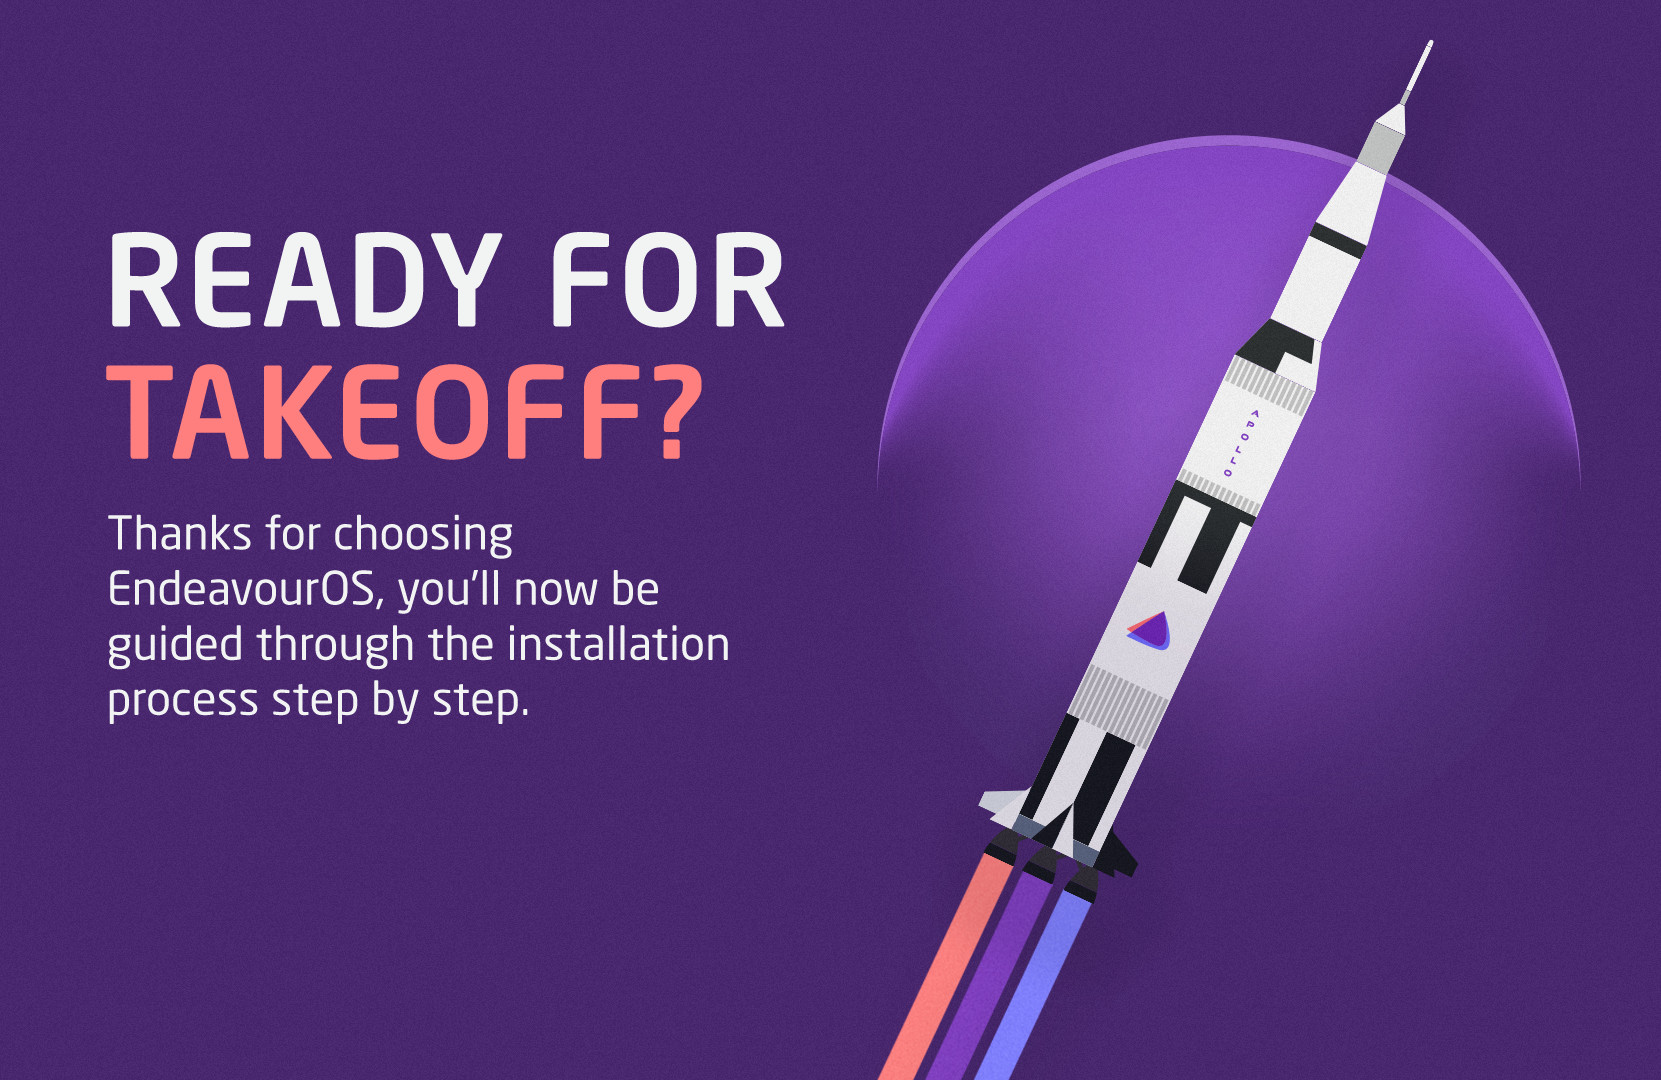 READY FOR
TAKEOFF?
Thanks for choosing
EndeavourOS, you’ll now be
guided through the installation
process step by step.
APOLLO